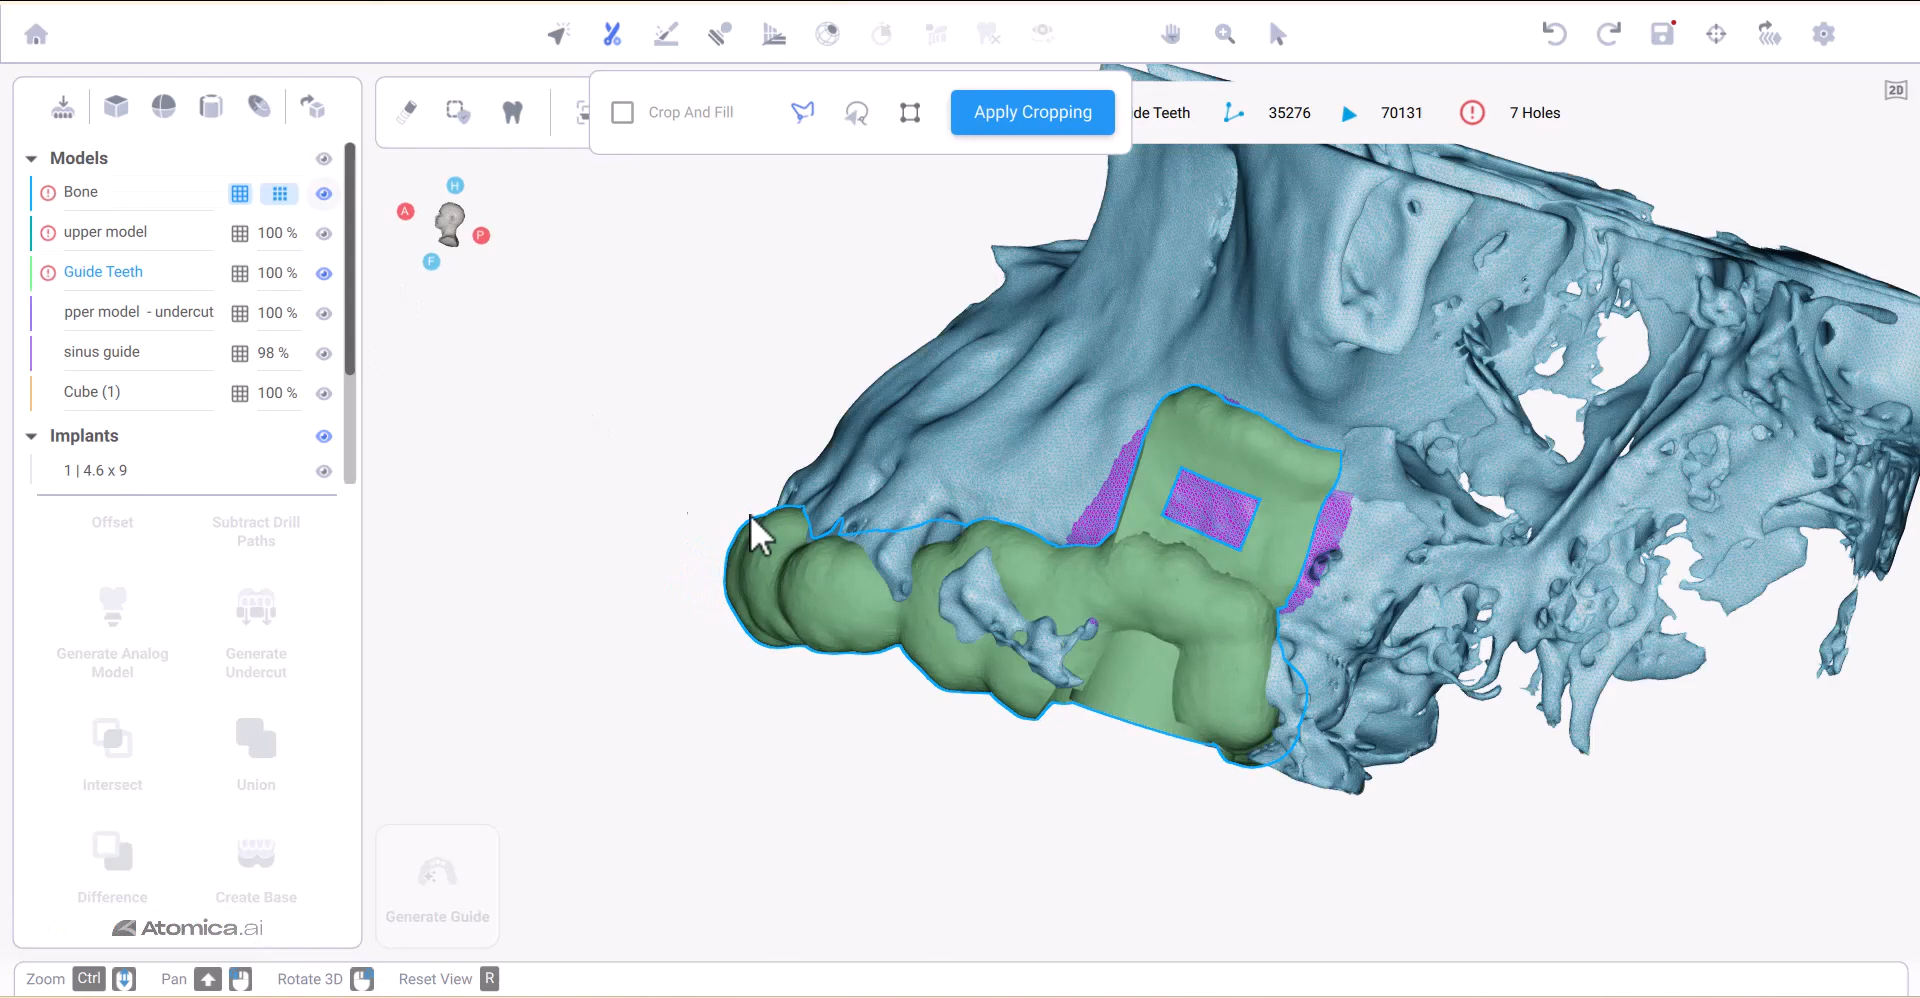 Crop And Fill
Apply Cropping
de Teeth
35276
70131
7 Holes
2D
Models
Bone
upper model
100 %
Guide Teeth
100 %
pper model - undercut
100 %
sinus guide
98 %
Cube (1)
100 %
Implants
1 | 4.6 x 9
H
A
P
F
Offset
Subtract Drill
Paths
Generate Analog
Model
Generate
Undercut
Intersect
Union
Difference
Create Base
Atomica.ai
Generate Guide
Zoom Ctrl
Pan
Rotate 3D
Reset View R